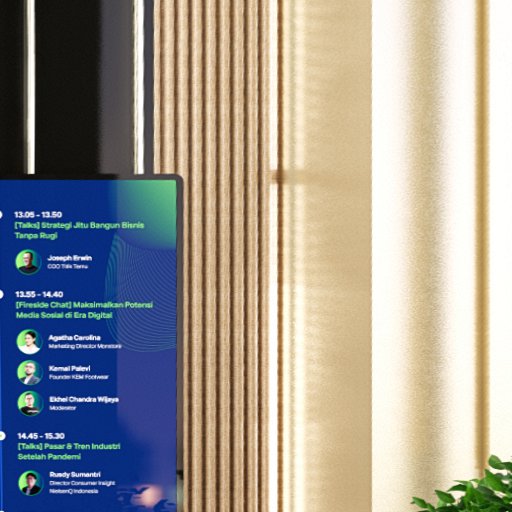 13.05 - 13.50
[Talks] Strategi Jitu Bangun Bisnis
Tanpa Rugi
Joseph Erwin
COO Titik Temu
13.55 - 14.40
[Fireside Chat] Maksimalkan Potensi
Media Sosial di Era Digital
Agatha Carolina
Marketing Director Monstore
Kemal Palevi
Founder KEM Footwear
Ekhel Chandra Wijaya
Moderator
14.45 - 15.30
[Talks] Pasar & Tren Industri
Setelah Pandemi
Rusdy Sumantri
Director Consumer Insight
NielsenIQ Indonesia